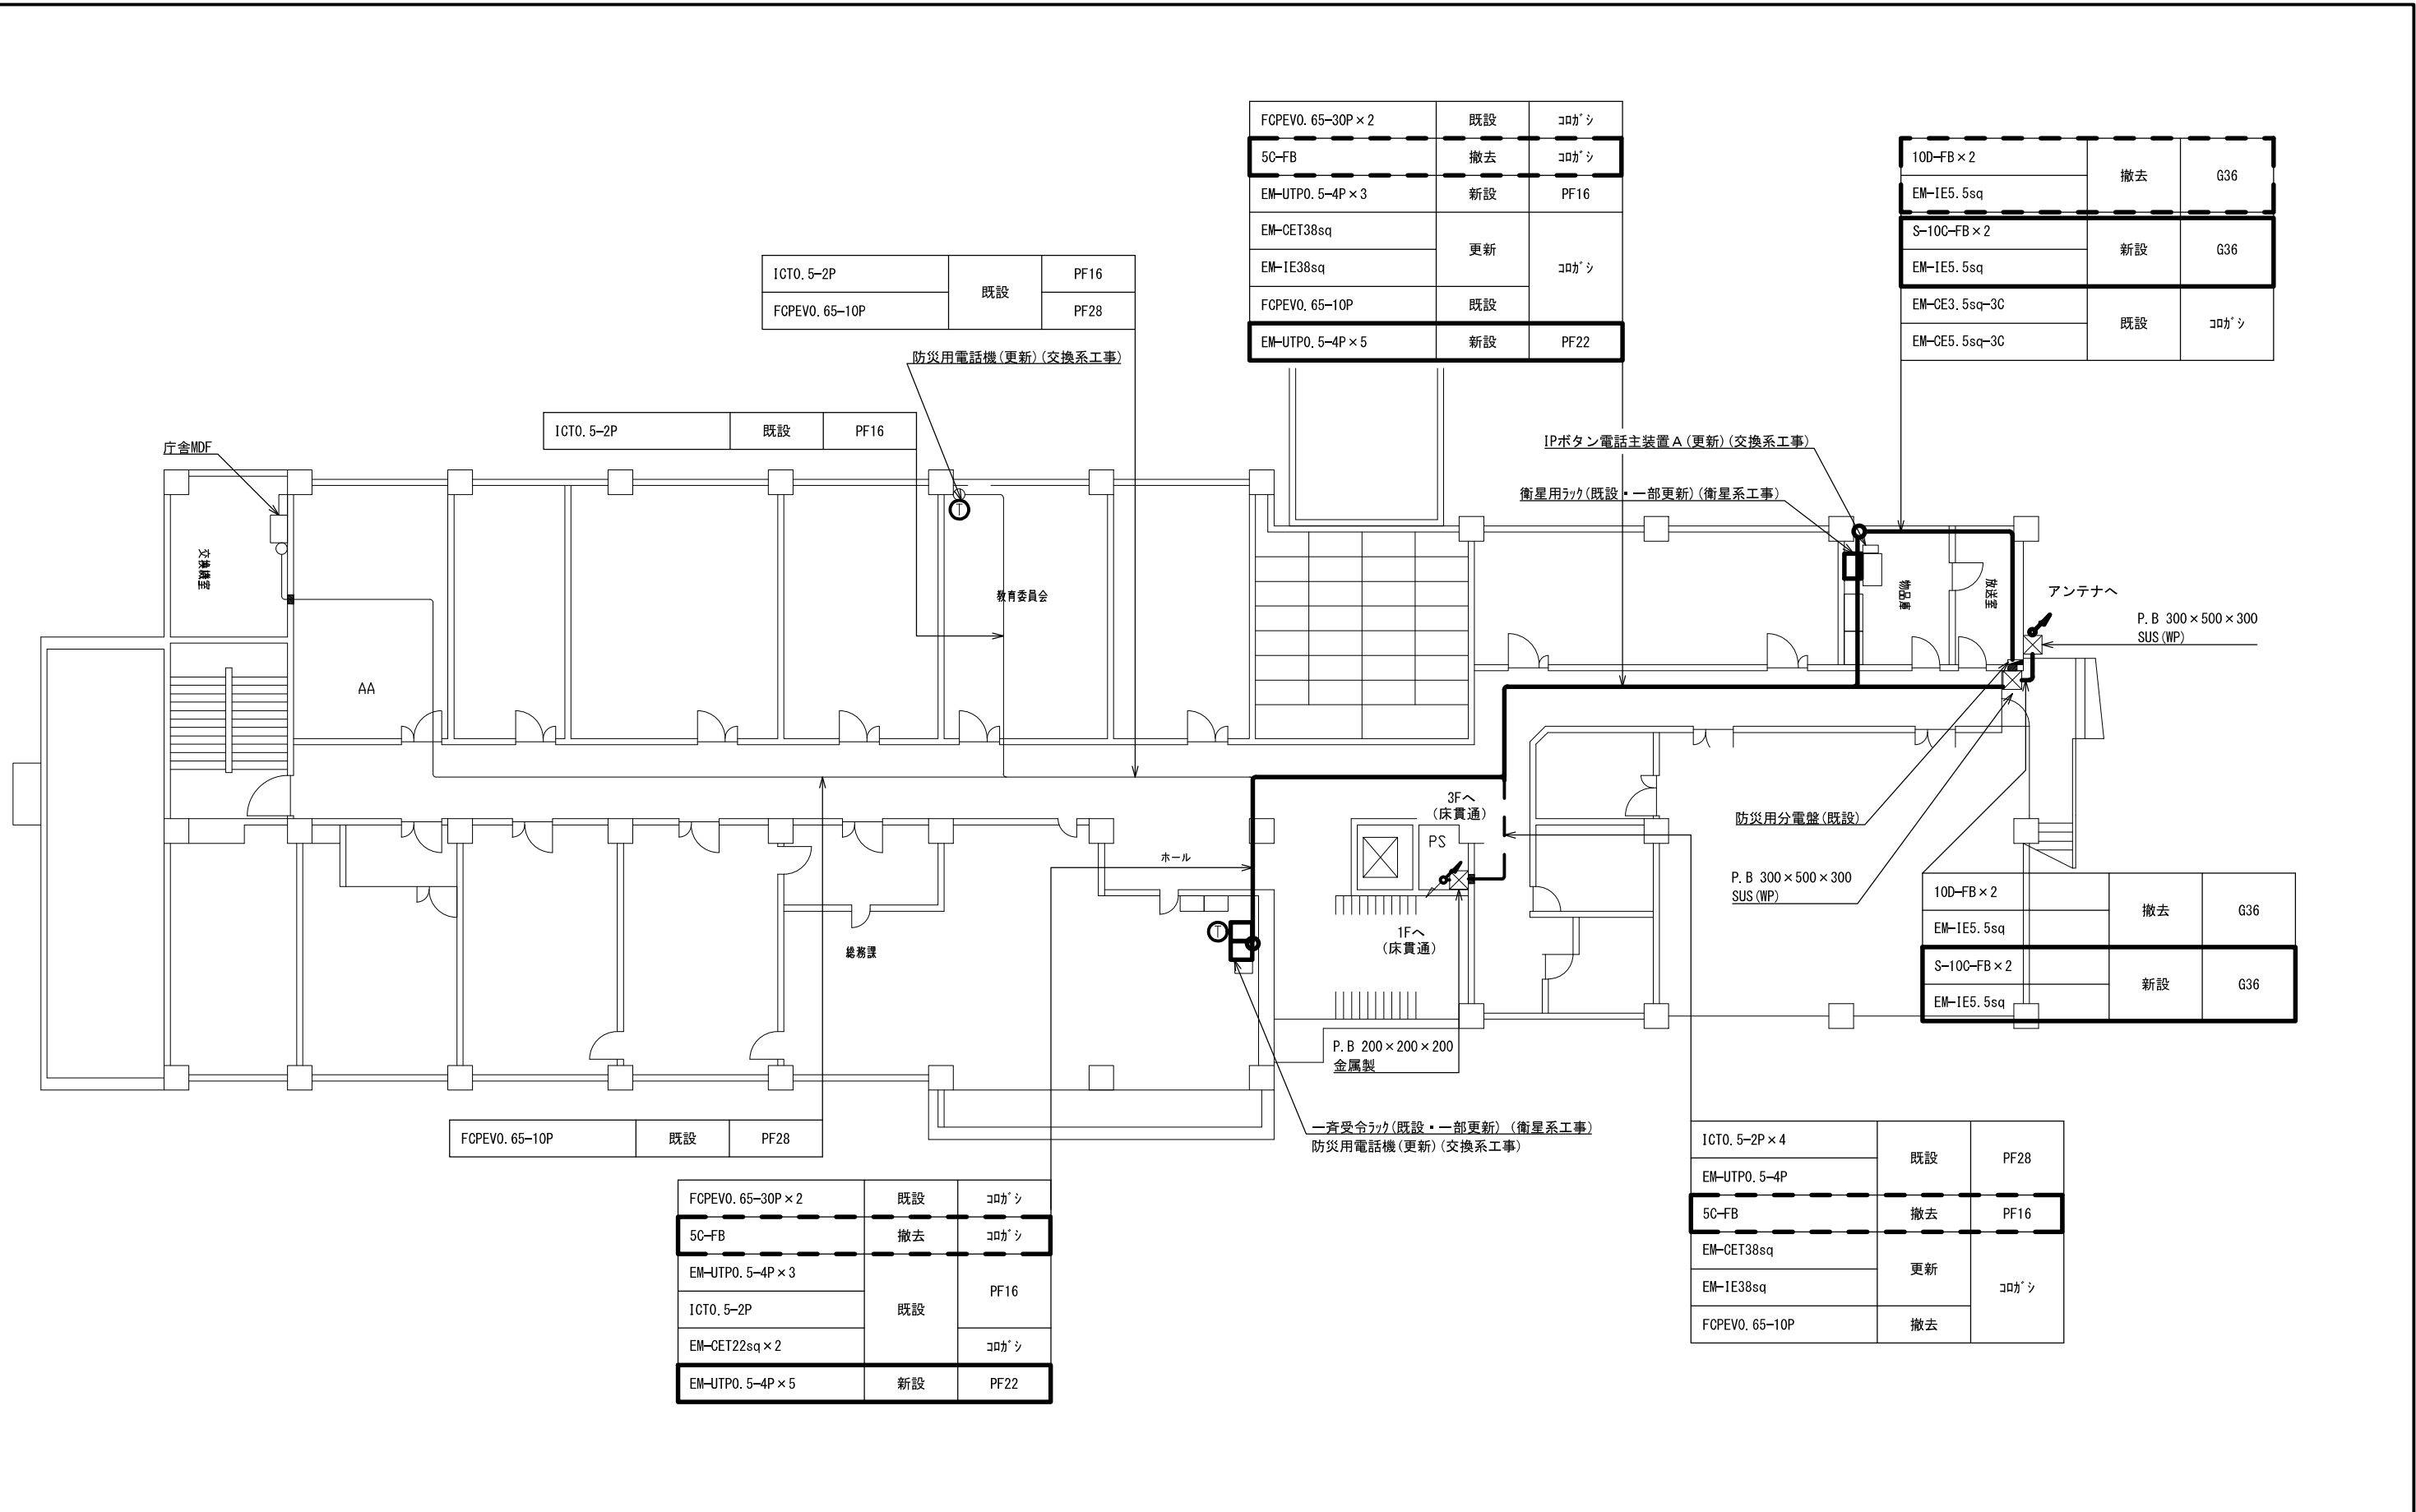 FCPEV0.65-30P×2 既設 ｺﾛｶﾞｼ
5C-FB 撤去 ｺﾛｶﾞｼ
EM-UTP0.5-4P×3 新設 PF16
EM-CET38sq 更新 ｺﾛｶﾞｼ
EM-IE38sq
FCPEV0.65-10P 既設
EM-UTP0.5-4P×5 新設 PF22
10D-FB×2 撤去 G36
EM-IE5.5sq
S-10C-FB×2 新設 G36
EM-IE5.5sq
EM-CE3.5sq-3C 既設 ｺﾛｶﾞｼ
EM-CE5.5sq-3C
ICT0.5-2P 既設 PF16
FCPEV0.65-10P PF28
防災用電話機(更新)(交換系工事)
ICT0.5-2P 既設 PF16
庁舎MDF
IPボタン電話主装置Ａ(更新)(交換系工事)
衛星用ﾗｯｸ(既設・一部更新)(衛星系工事)
交換機室
教育委員会
物品庫
放送室
アンテナへ
P.B 300×500×300
SUS(WP)
AA
3Fへ
(床貫通)
PS
防災用分電盤(既設)
ホール
P.B 300×500×300
SUS(WP)
T
T
1Fへ
(床貫通)
総務課
10D-FB×2 撤去 G36
EM-IE5.5sq
S-10C-FB×2 新設 G36
EM-IE5.5sq
P.B 200×200×200
金属製
一斉受令ﾗｯｸ(既設・一部更新)(衛星系工事)
防災用電話機(更新)(交換系工事)
FCPEV0.65-10P 既設 PF28
ICT0.5-2P×4 既設 PF28
EM-UTP0.5-4P
5C-FB 撤去 PF16
EM-CET38sq 更新 ｺﾛｶﾞｼ
EM-IE38sq
FCPEV0.65-10P 撤去
FCPEV0.65-30P×2 既設 ｺﾛｶﾞｼ
5C-FB 撤去 ｺﾛｶﾞｼ
EM-UTP0.5-4P×3 既設 PF16
ICT0.5-2P
EM-CET22sq×2 ｺﾛｶﾞｼ
EM-UTP0.5-4P×5 新設 PF22